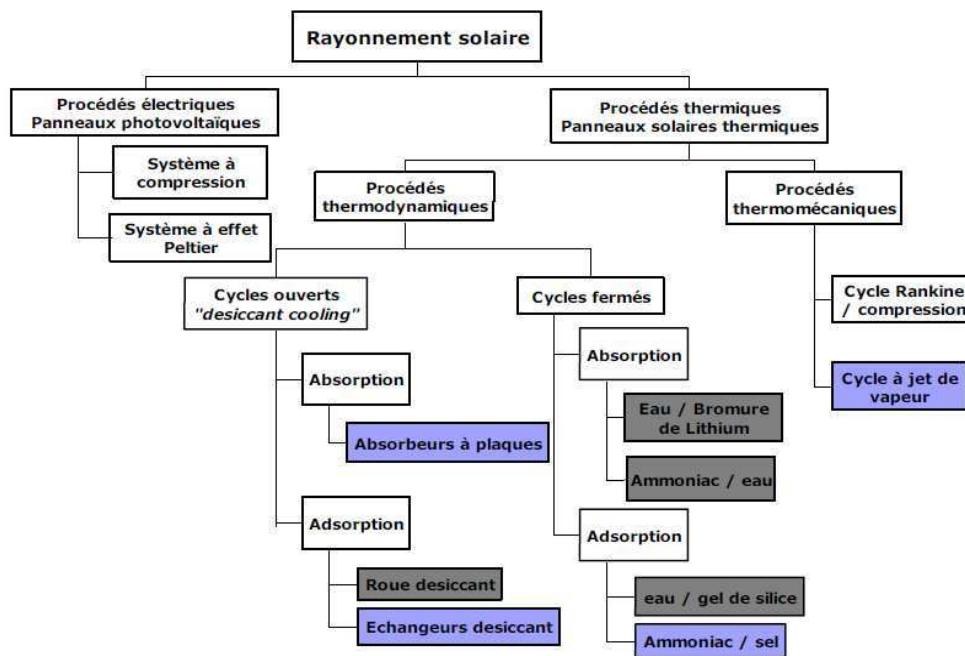 Rayonnement solaire
Procédés électriques
Panneaux photovoltaïques
Système à
compression
Système à effet
Peltier
Procédés thermiques
Panneaux solaires thermiques
Procédés
thermodynamiques
Cycles ouverts
"desiccant cooling"
Absorption
Absorbeurs à plaques
Adsorption
Roue desiccant
Echangeurs desiccant
Cycles fermés
Absorption
Eau / Bromure
de Lithium
Ammoniac / eau
Adsorption
eau / gel de silice
Ammoniac / sel
Procédés
thermomécaniques
Cycle Rankine
/ compression
Cycle à jet de
vapeur